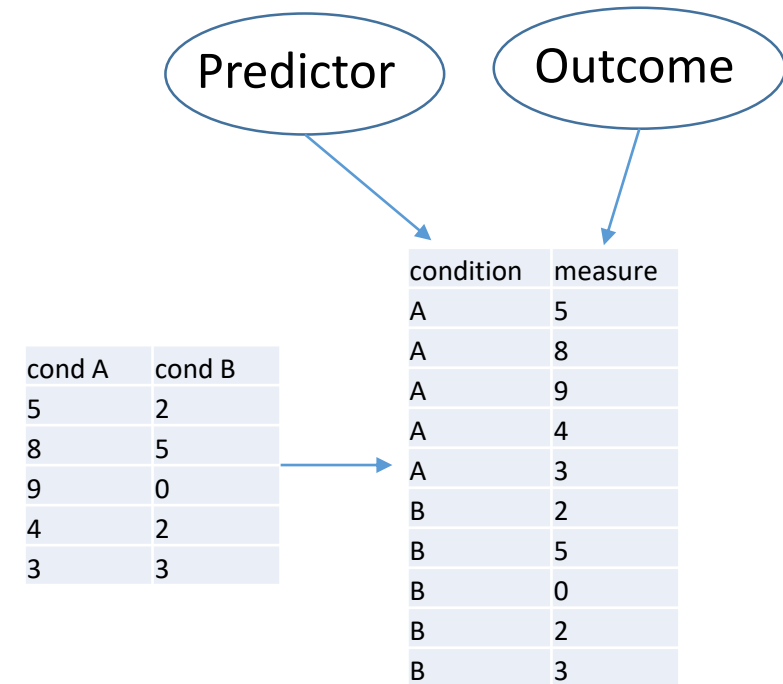 Predictor
Outcome
cond A cond B
5 2
8 5
9 0
4 2
3 3
condition measure
A 5
A 8
A 9
A 4
A 3
B 2
B 5
B 0
B 2
B 3